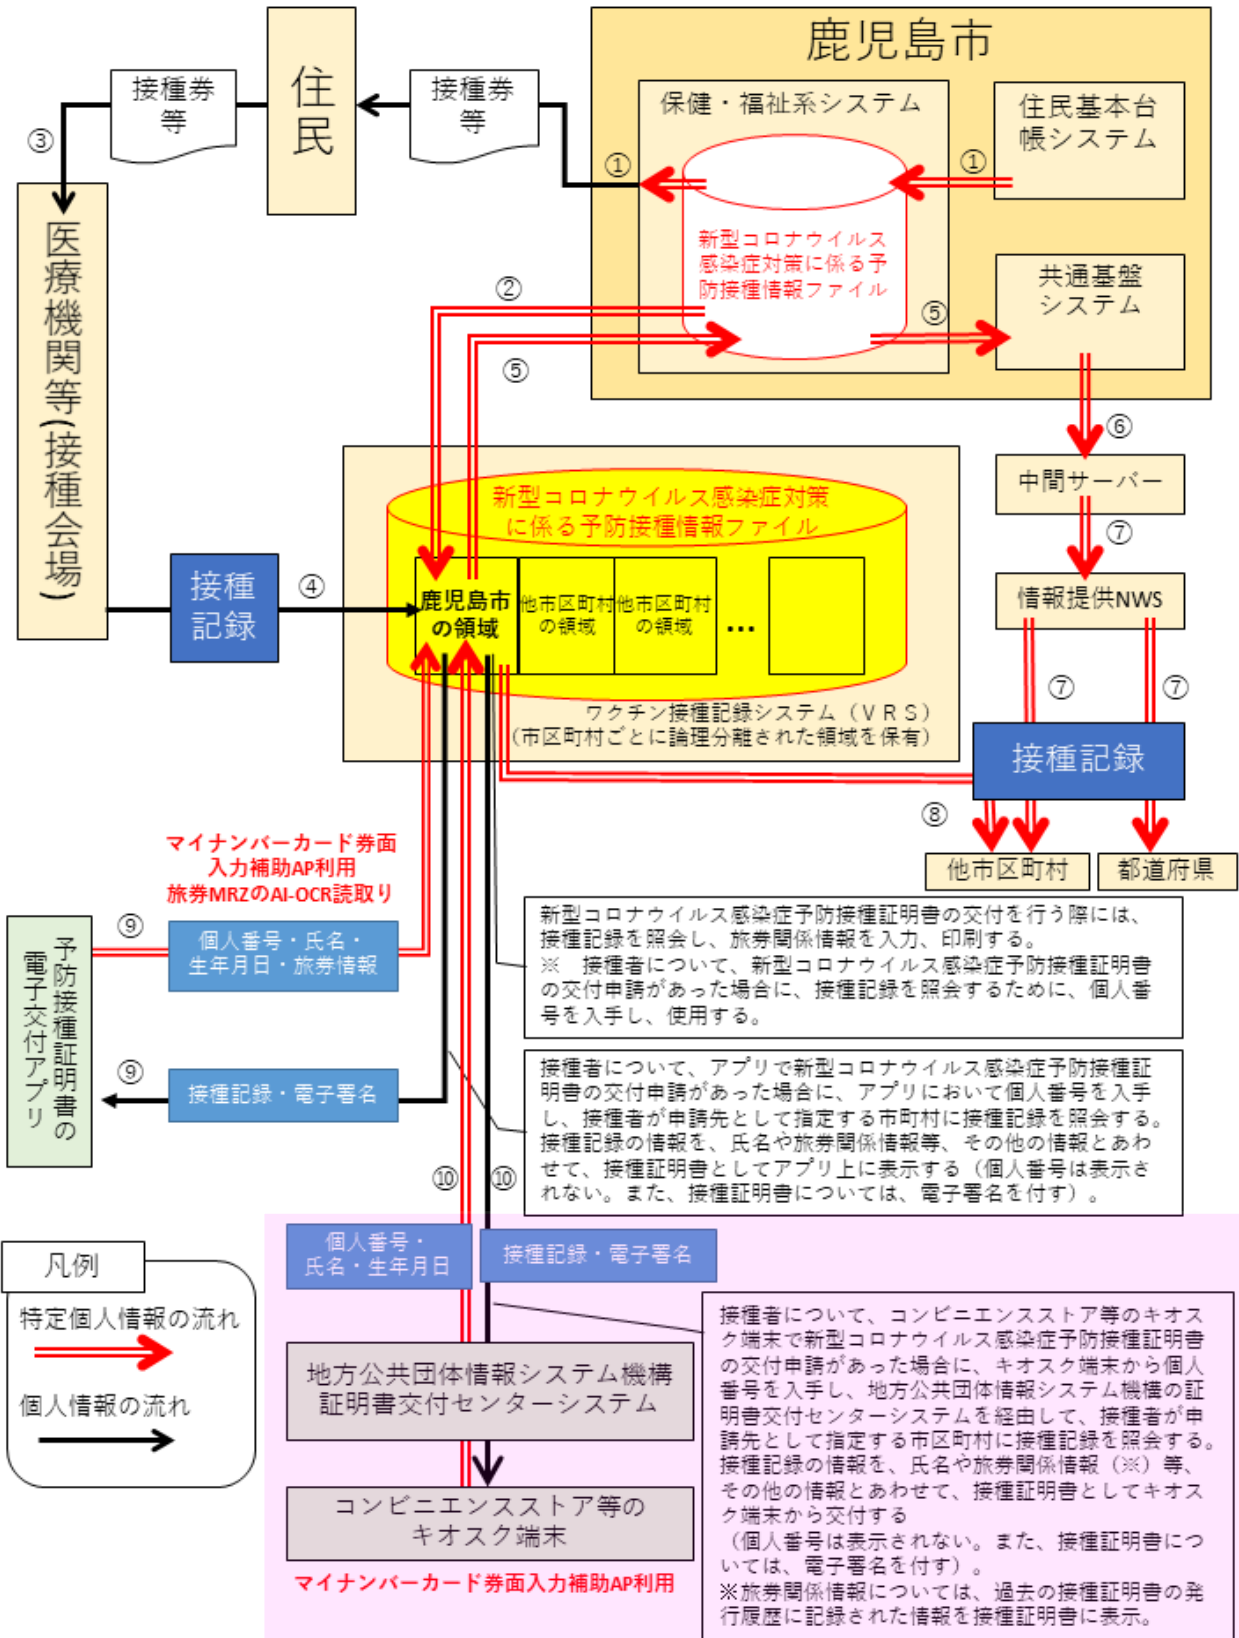 鹿児島市
保健・福祉系システム
住民基本台
帳システム
①
①
新型コロナウイルス
感染症対策に係る予
防接種情報ファイル
共通基盤
システム
⑤
接種券
等
住
民
接種券
等
③
医療機関等(接種会場)
②
⑤
⑥
中間サーバー
⑦
情報提供NWS
⑦
⑦
接種記録
⑧
他市区町村
都道府県
新型コロナウイルス感染症対策
に係る予防接種情報ファイル
接種
記録
④
鹿児島市
の領域
他市区町村
の領域
他市区町村
の領域
…
ワクチン接種記録システム（ＶＲＳ）
（市区町村ごとに論理分離された領域を保有）
マイナンバーカード券面
入力補助AP利用
旅券MRZのAI-OCR読取り
⑨
個人番号・氏名・
生年月日・旅券情報
予防接種証明書の
電子交付アプリ
⑨
接種記録・電子署名
新型コロナウイルス感染症予防接種証明書の交付を行う際には、
接種記録を照会し、旅券関係情報を入力、印刷する。
※　接種者について、新型コロナウイルス感染症予防接種証明書
の交付申請があった場合に、接種記録を照会するために、個人番
号を入手し、使用する。
接種者について、アプリで新型コロナウイルス感染症予防接種証
明書の交付申請があった場合に、アプリにおいて個人番号を入手
し、接種者が申請先として指定する市町村に接種記録を照会する。
接種記録の情報を、氏名や旅券関係情報等、その他の情報とあわ
せて、接種証明書としてアプリ上に表示する（個人番号は表示さ
れない。また、接種証明書については、電子署名を付す）。
⑩
⑩
個人番号・
氏名・生年月日
接種記録・電子署名
凡例
特定個人情報の流れ
個人情報の流れ
地方公共団体情報システム機構
証明書交付センターシステム
コンビニエンスストア等の
キオスク端末
マイナンバーカード券面入力補助AP利用
接種者について、コンビニエンスストア等のキオス
ク端末で新型コロナウイルス感染症予防接種証明書
の交付申請があった場合に、キオスク端末から個人
番号を入手し、地方公共団体情報システム機構の証
明書交付センターシステムを経由して、接種者が申
請先として指定する市区町村に接種記録を照会する。
接種記録の情報を、氏名や旅券関係情報（※）等、
その他の情報とあわせて、接種証明書としてキオス
ク端末から交付する
（個人番号は表示されない。また、接種証明書につ
いては、電子署名を付す）。
※旅券関係情報については、過去の接種証明書の発
行履歴に記録された情報を接種証明書に表示。